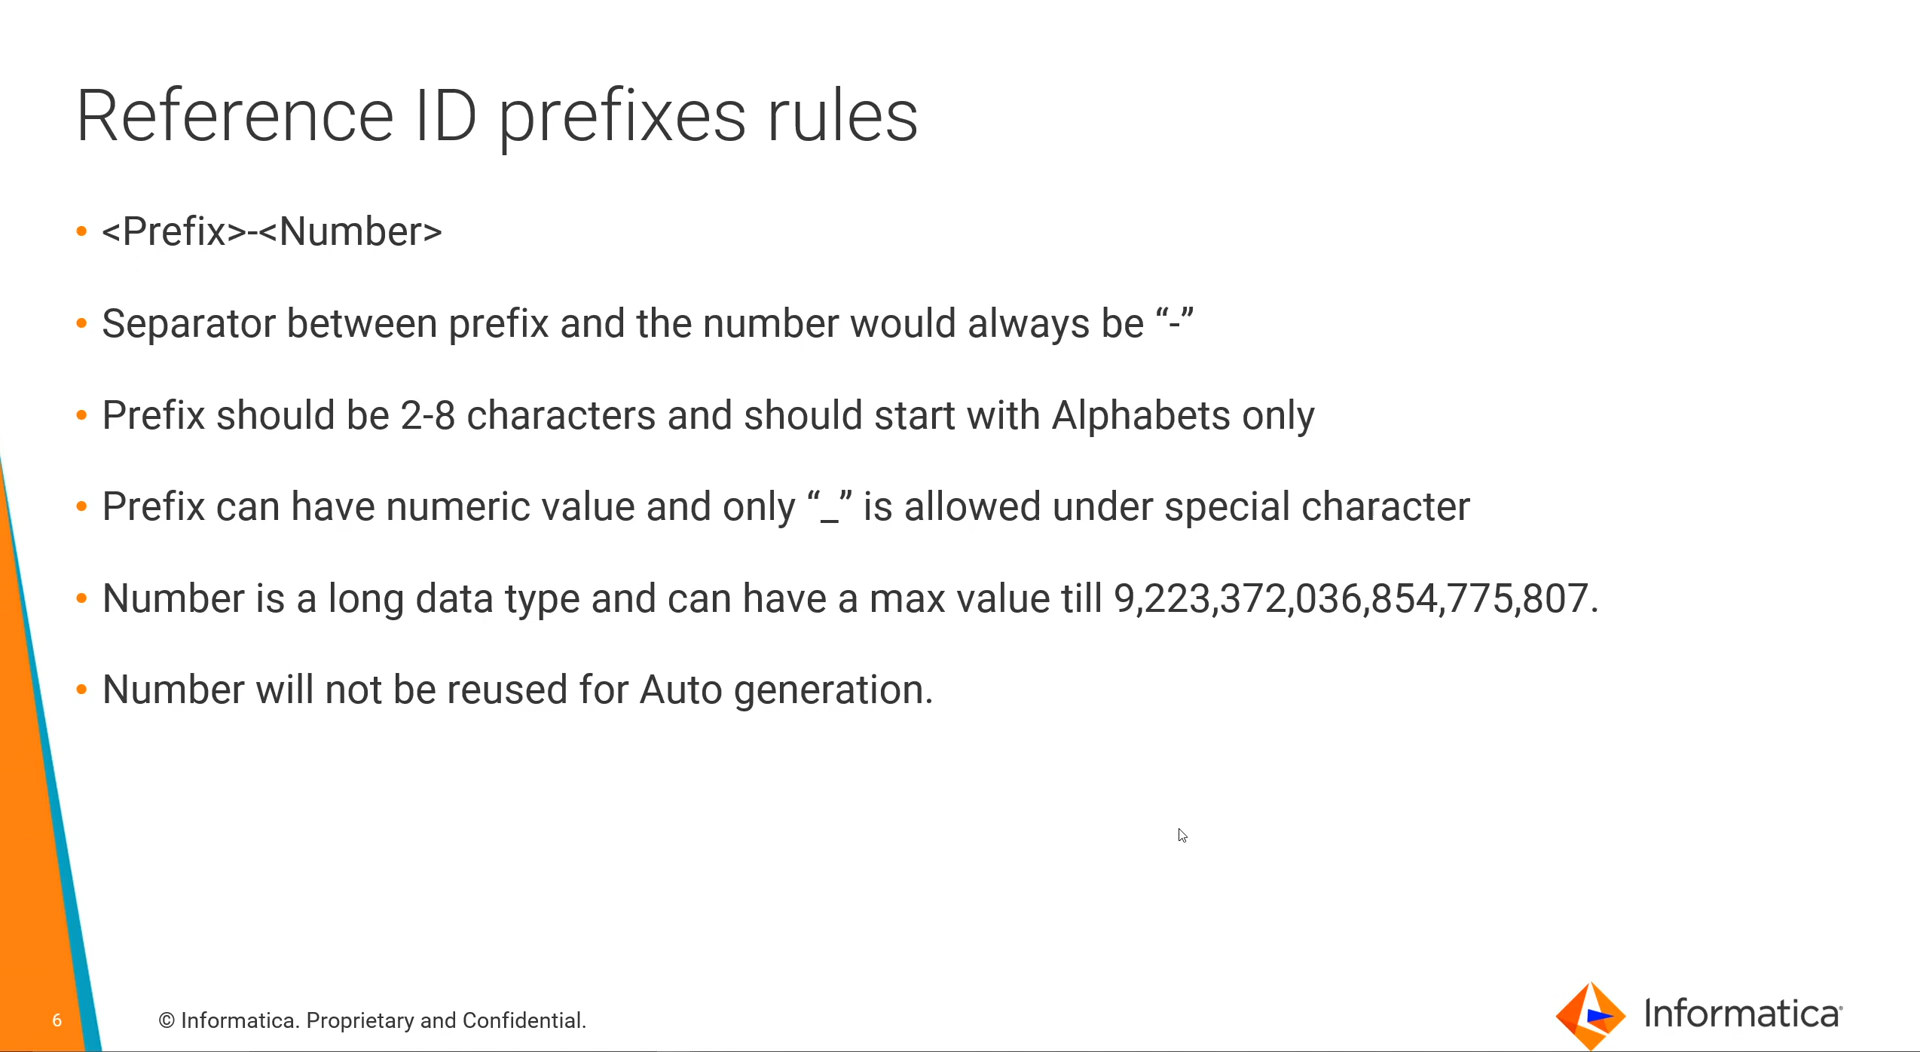 Reference ID prefixes rules
• <Prefix>-<Number>
• Separator between prefix and the number would always be “-”
• Prefix should be 2-8 characters and should start with Alphabets only
• Prefix can have numeric value and only “_” is allowed under special character
• Number is a long data type and can have a max value till 9,223,372,036,854,775,807.
• Number will not be reused for Auto generation.
6
© Informatica. Proprietary and Confidential.
Informatica